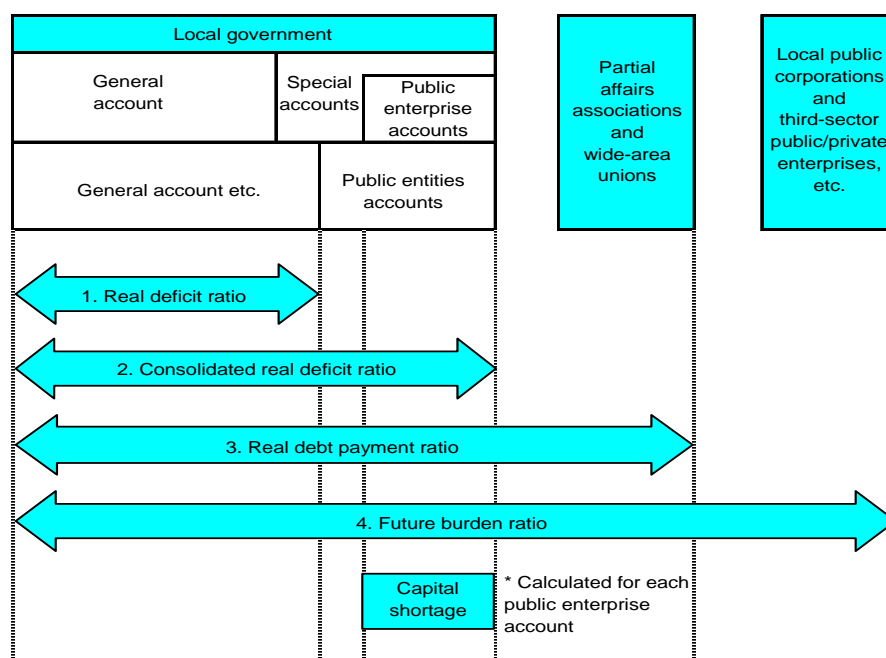 Local government
General
account
Special
accounts
Public
enterprise
accounts
General account etc.
Public entities
accounts
Partial
affairs
associations
and
wide-area
unions
Local public
corporations
and
third-sector
public/private
enterprises,
etc.
1. Real deficit ratio
2. Consolidated real deficit ratio
3. Real debt payment ratio
4. Future burden ratio
Capital
shortage
* Calculated for each
public enterprise
account